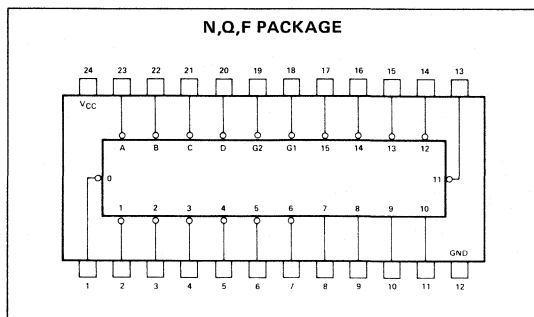 N,Q,F PACKAGE
24 23 22 21 20 19 18 17 16 15 14 13
VCC
A B C D G2 G1 15 14 13 12
0 11
1 2 3 4 5 6 7 8 9 10
GND
1 2 3 4 5 6 7 8 9 10 11 12